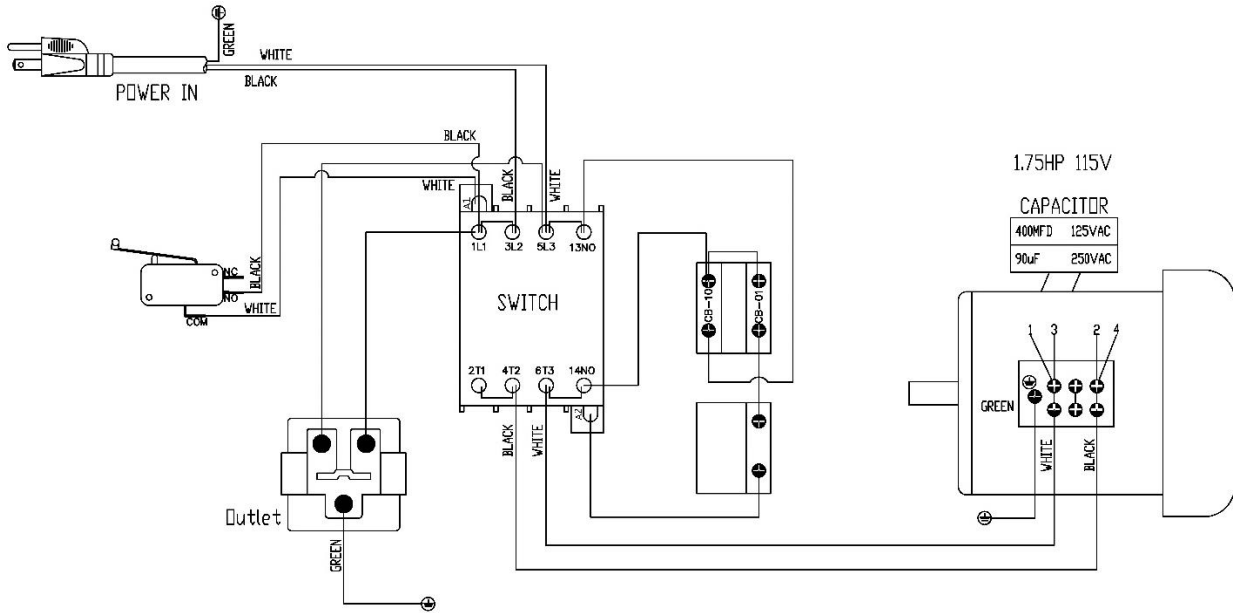 GREEN
WHITE
BLACK
POWER IN
BLACK
WHITE
BLACK
WHITE
A1
1L1 3L2 5L3 13NO
NC
NO
COM
BLACK
WHITE
SWITCH
2T1 4T2 6T3 14NO
A2
BLACK
WHITE
CB-10
CB-01
Outlet
GREEN
1.75HP 115V
CAPACITOR
400MFD 125VAC
90uF 250VAC
1 3 2 4
GREEN
WHITE
BLACK